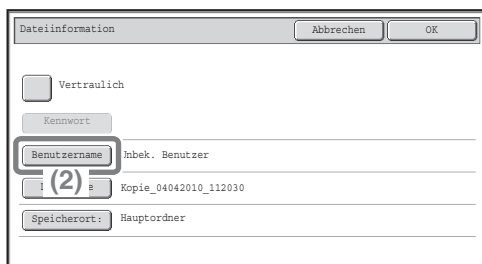 Dateiinformation Abbrechen OK
Vertraulich
Kennwort
Benutzername Unbek. Benutzer
(2) Kopie_04042010_112030
Speicherort: Hauptordner